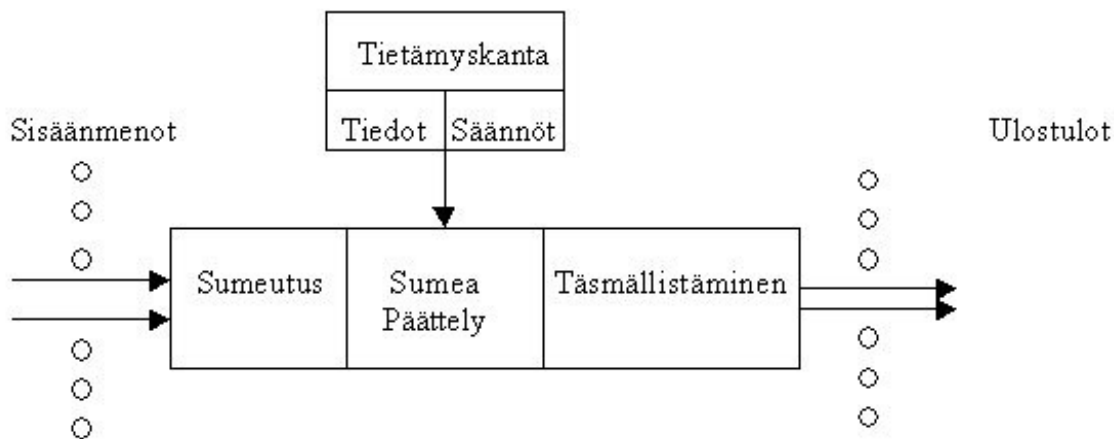 Tietämyskanta
Tiedot
Säännöt
Sisäänmenot
Ulostulot
Sumeutus
Sumea
Päättely
Täsmällistäminen